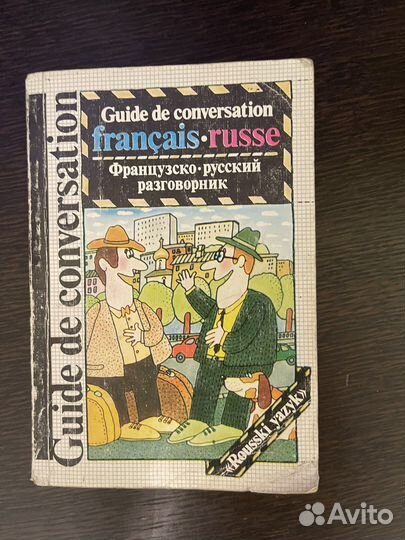 Guide de conversation
Guide de conversation
français·russe
Французско·русский
разговорник
«Rousski yazyk»
Avito